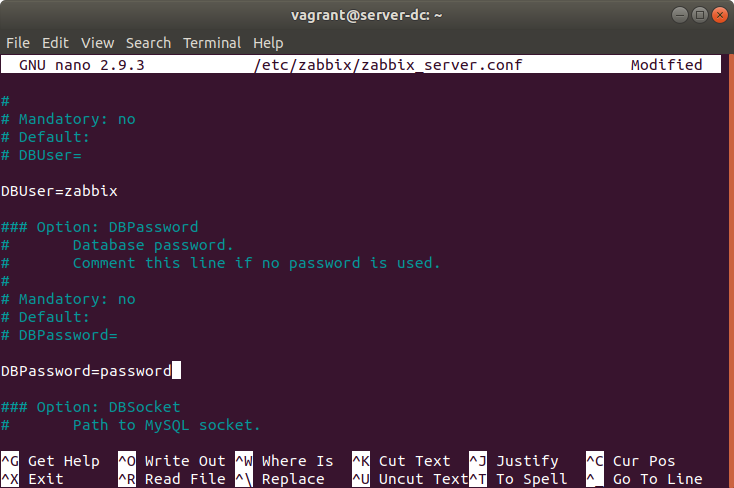 vagrant@server-dc: ~
File Edit View Search Terminal Help
GNU nano 2.9.3 /etc/zabbix/zabbix_server.conf Modified
#
# Mandatory: no
# Default:
# DBUser=
DBUser=zabbix
### Option: DBPassword
# Database password.
# Comment this line if no password is used.
#
# Mandatory: no
# Default:
# DBPassword=
DBPassword=password
### Option: DBSocket
# Path to MySQL socket.
^G Get Help ^O Write Out ^W Where Is ^K Cut Text ^J Justify ^C Cur Pos
^X Exit ^R Read File ^\ Replace ^U Uncut Text ^T To Spell ^_ Go To Line